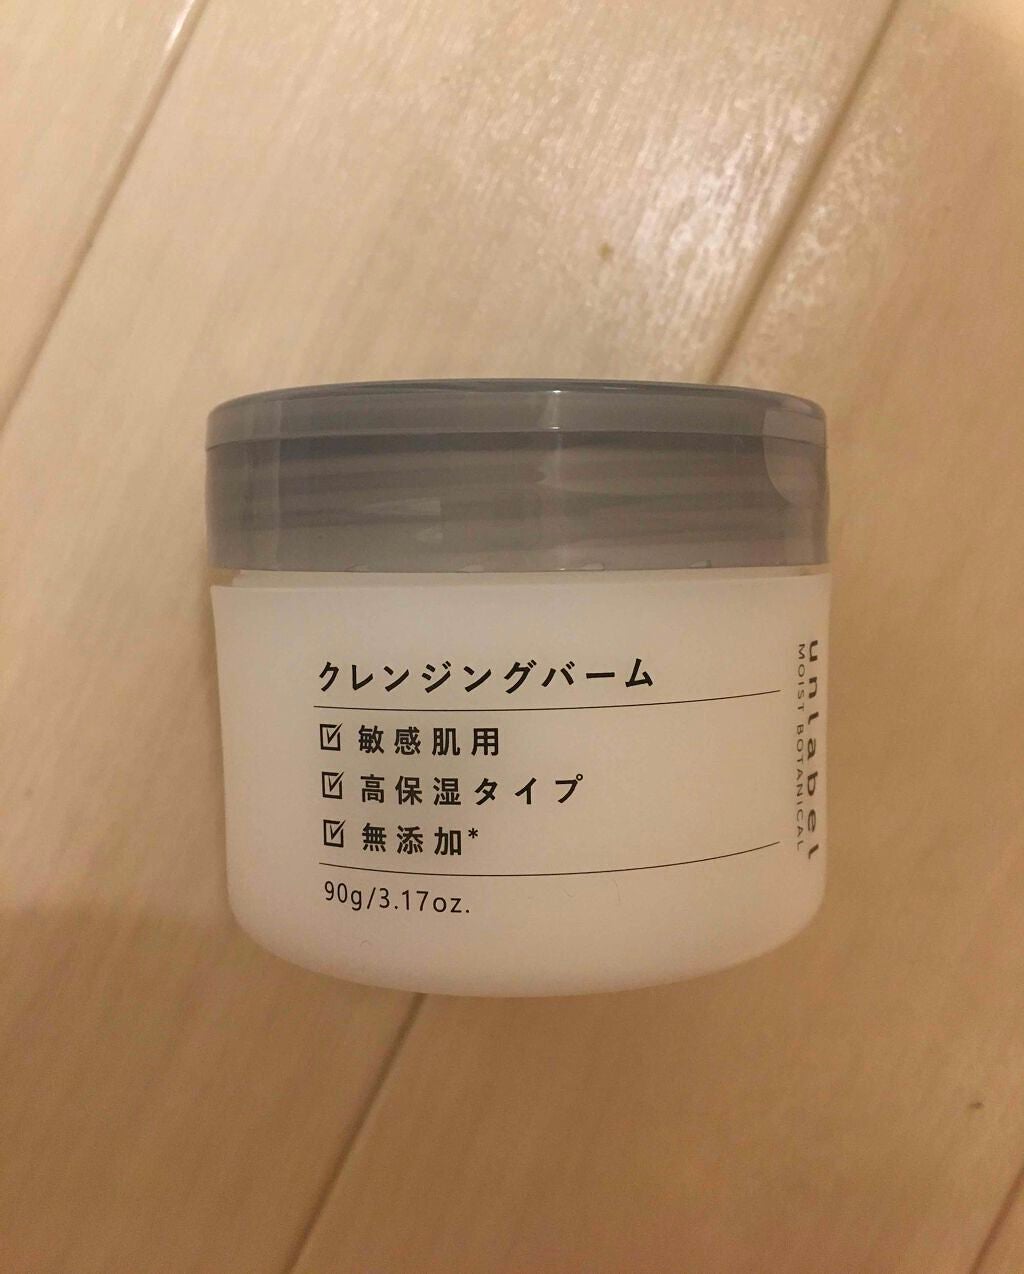 クレンジングバーム
☑ 敏感肌用
☑ 高保湿タイプ
☑ 無添加*
90g/3.17oz.
unlabel
MOIST BOTANICAL